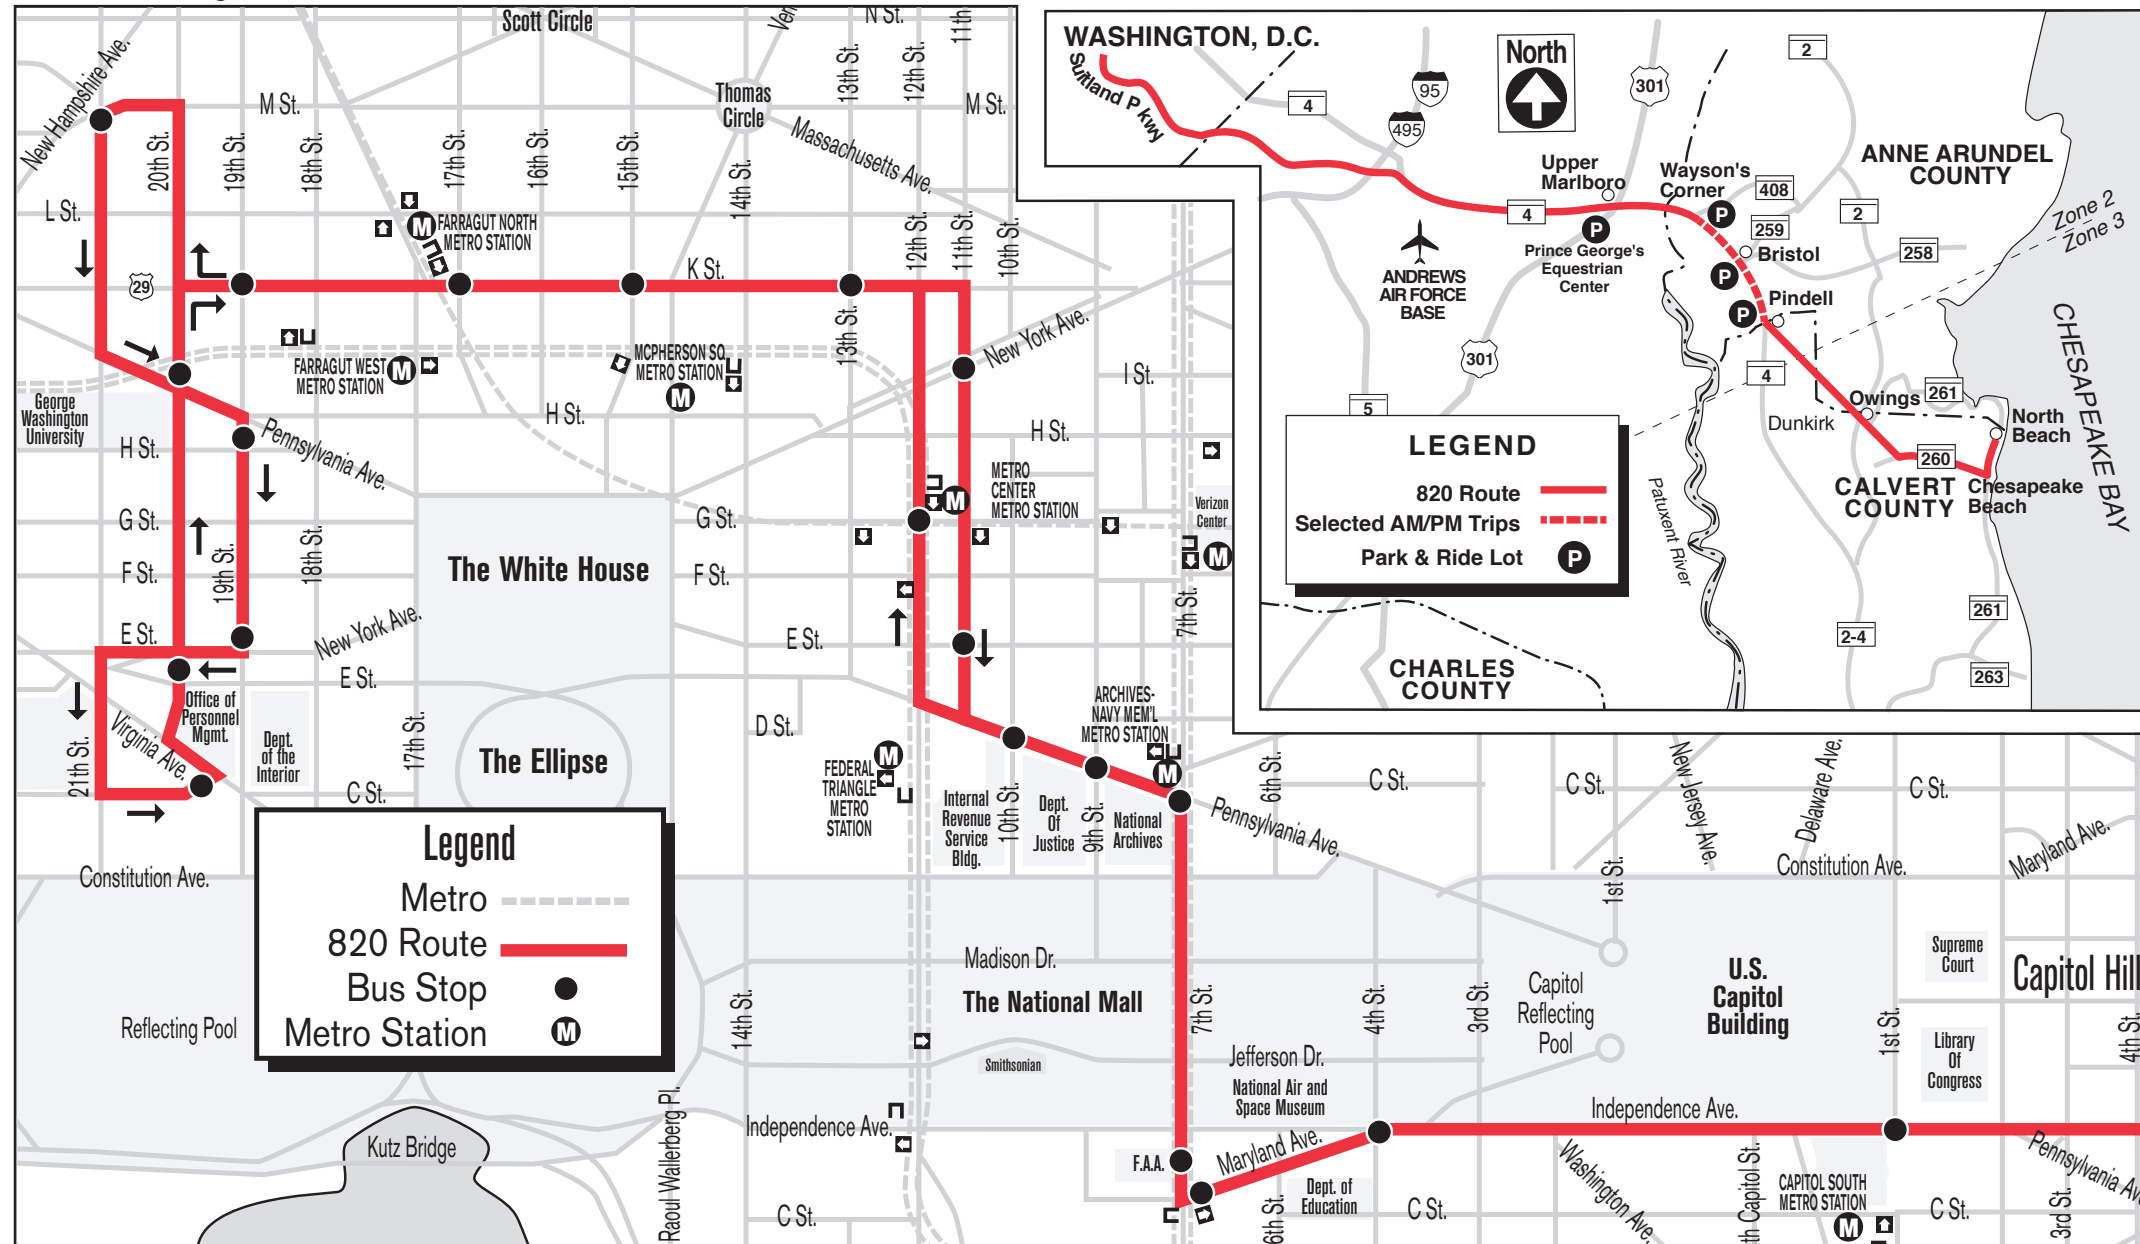 Scott Circle
Ven
N St.
11th
New Hampshire Ave.
M St.
Thomas
Circle
13th St.
12th St.
M St.
Massachusetts Ave.
20th St.
19th St.
18th St.
17th St.
16th St.
15th St.
14th St.
L St.
FARRAGUT NORTH
METRO STATION
M
12th St.
11th St.
10th St.
K St.
29
13th St.
New York Ave.
FARRAGUT WEST
METRO STATION
M
MCPHERSON SQ.
METRO STATION
M
I St.
George
Washington
University
H St.
Pennsylvania Ave.
H St.
H St.
METRO
CENTER
METRO STATION
M
G St.
18th St.
G St.
Verizon
Center
M
F St.
19th St.
The White House
F St.
7th St.
E St.
New York Ave.
E St.
E St.
Office of
Personnel
Mgmt.
Dept.
of the
Interior
17th St.
The Ellipse
D St.
ARCHIVES-
NAVY MEM'L
METRO STATION
M
21th St.
Virginia Ave.
C St.
FEDERAL
TRIANGLE
METRO
STATION
M
Internal
Revenue
Service
Bldg.
10th St.
Dept.
Of
Justice
9th St.
National
Archives
Pennsylvania Ave.
6th St.
C St.
C St.
New Jersey Ave.
Delaware Ave.
C St.
Maryland Ave.
Constitution Ave.
1st St.
Constitution Ave.
Legend
Metro
820 Route
Bus Stop
Metro Station
M
Reflecting Pool
14th St.
Madison Dr.
The National Mall
7th St.
4th St.
3rd St.
Capitol
Reflecting
Pool
U.S.
Capitol
Building
1st St.
Supreme
Court
Capitol Hill
Library
Of
Congress
4th St.
Smithsonian
Jefferson Dr.
National Air and
Space Museum
Independence Ave.
Independence Ave.
Kutz Bridge
Raoul Wallerberg Pl.
F.A.A.
Maryland Ave.
Dept. of
Education
6th St.
C St.
C St.
Washington Ave.
th Capitol St.
CAPITOL SOUTH
METRO STATION
M
C St.
3rd St.
Pennsylvania Av
WASHINGTON, D.C.
Suitland Pkwy
4
95
495
North
301
2
Upper
Marlboro
Wayson's
Corner
408
ANNE ARUNDEL
COUNTY
4
P
P
259
2
Zone 2
Zone 3
Prince George's
Equestrian
Center
Bristol
258
ANDREWS
AIR FORCE
BASE
P
P
Pindell
301
4
5
Owings
261
Dunkirk
North
Beach
CHESAPEAKE BAY
260
CALVERT
COUNTY
Chesapeake
Beach
LEGEND
820 Route
Selected AM/PM Trips
Park & Ride Lot
P
Patuxent River
261
2-4
263
CHARLES
COUNTY